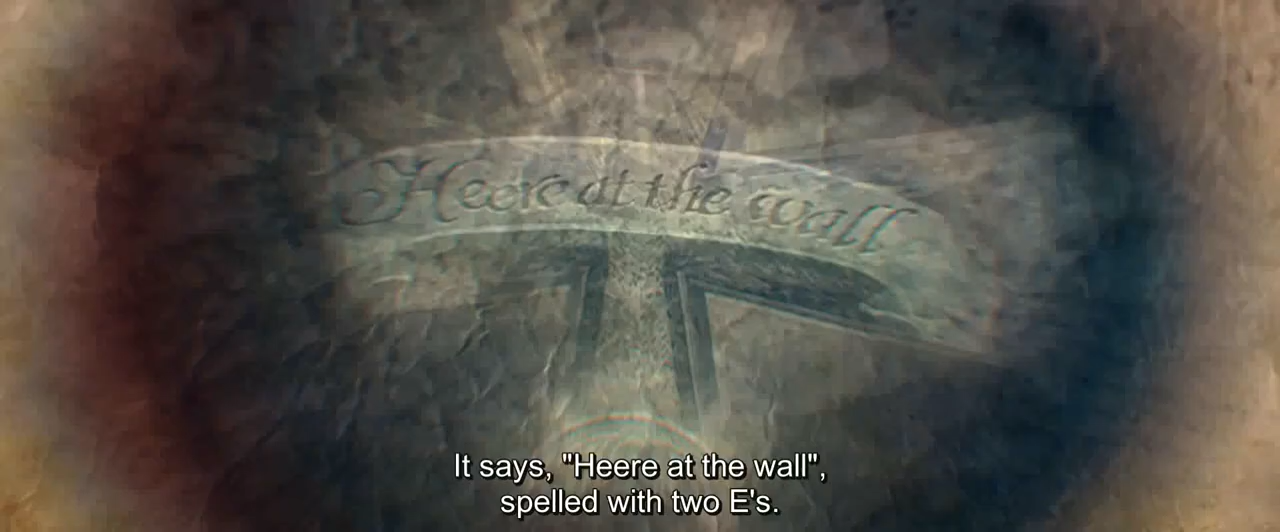 Heere at the wall
It says, "Heere at the wall",
spelled with two E's.